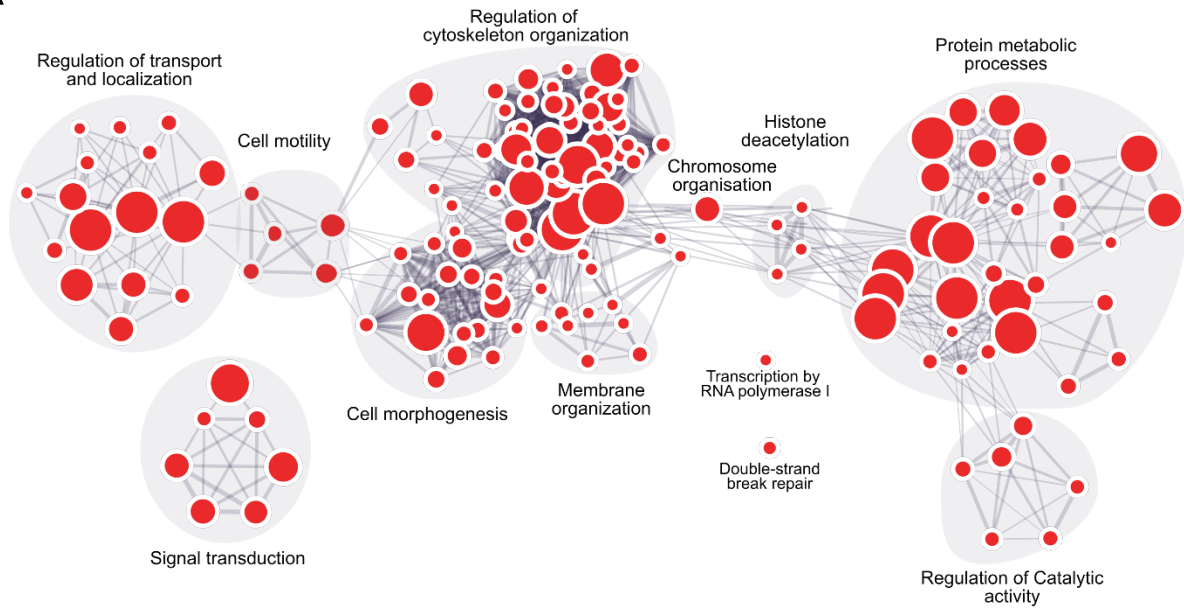 Regulation of
cytoskeleton organization
Regulation of transport
and localization
Protein metabolic
processes
Cell motility
Histone
deacetylation
Chromosome
organisation
Transcription by
RNA polymerase I
Cell morphogenesis
Membrane
organization
Double-strand
break repair
Signal transduction
Regulation of Catalytic
activity